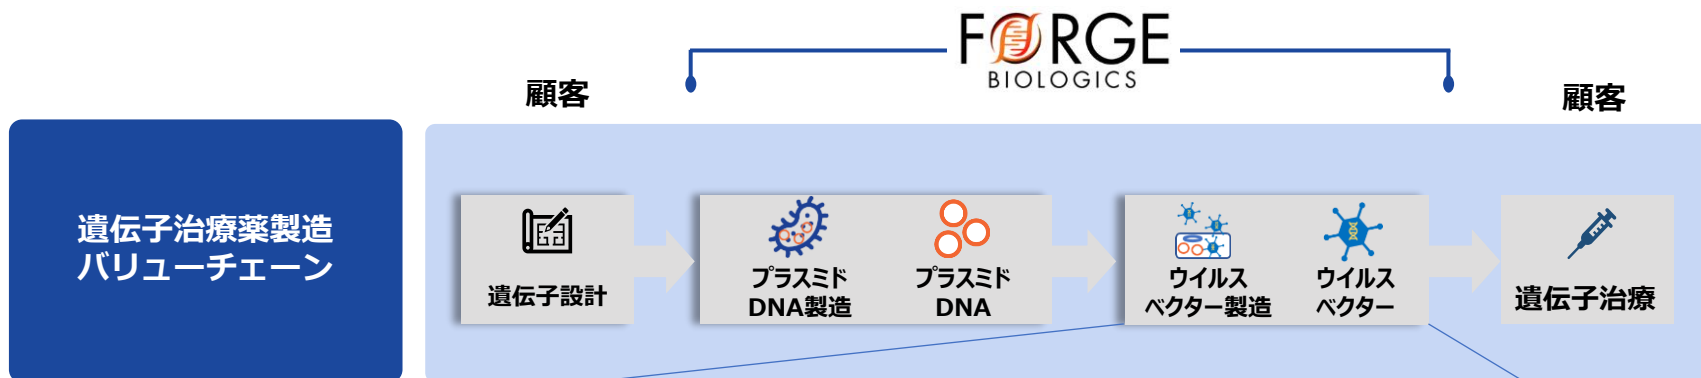 FORGE
BIOLOGICS
顧客
顧客
遺伝子治療薬製造
バリューチェーン
遺伝子設計
プラスミド
DNA製造
プラスミド
DNA
ウイルス
ベクター製造
ウイルス
ベクター
遺伝子治療